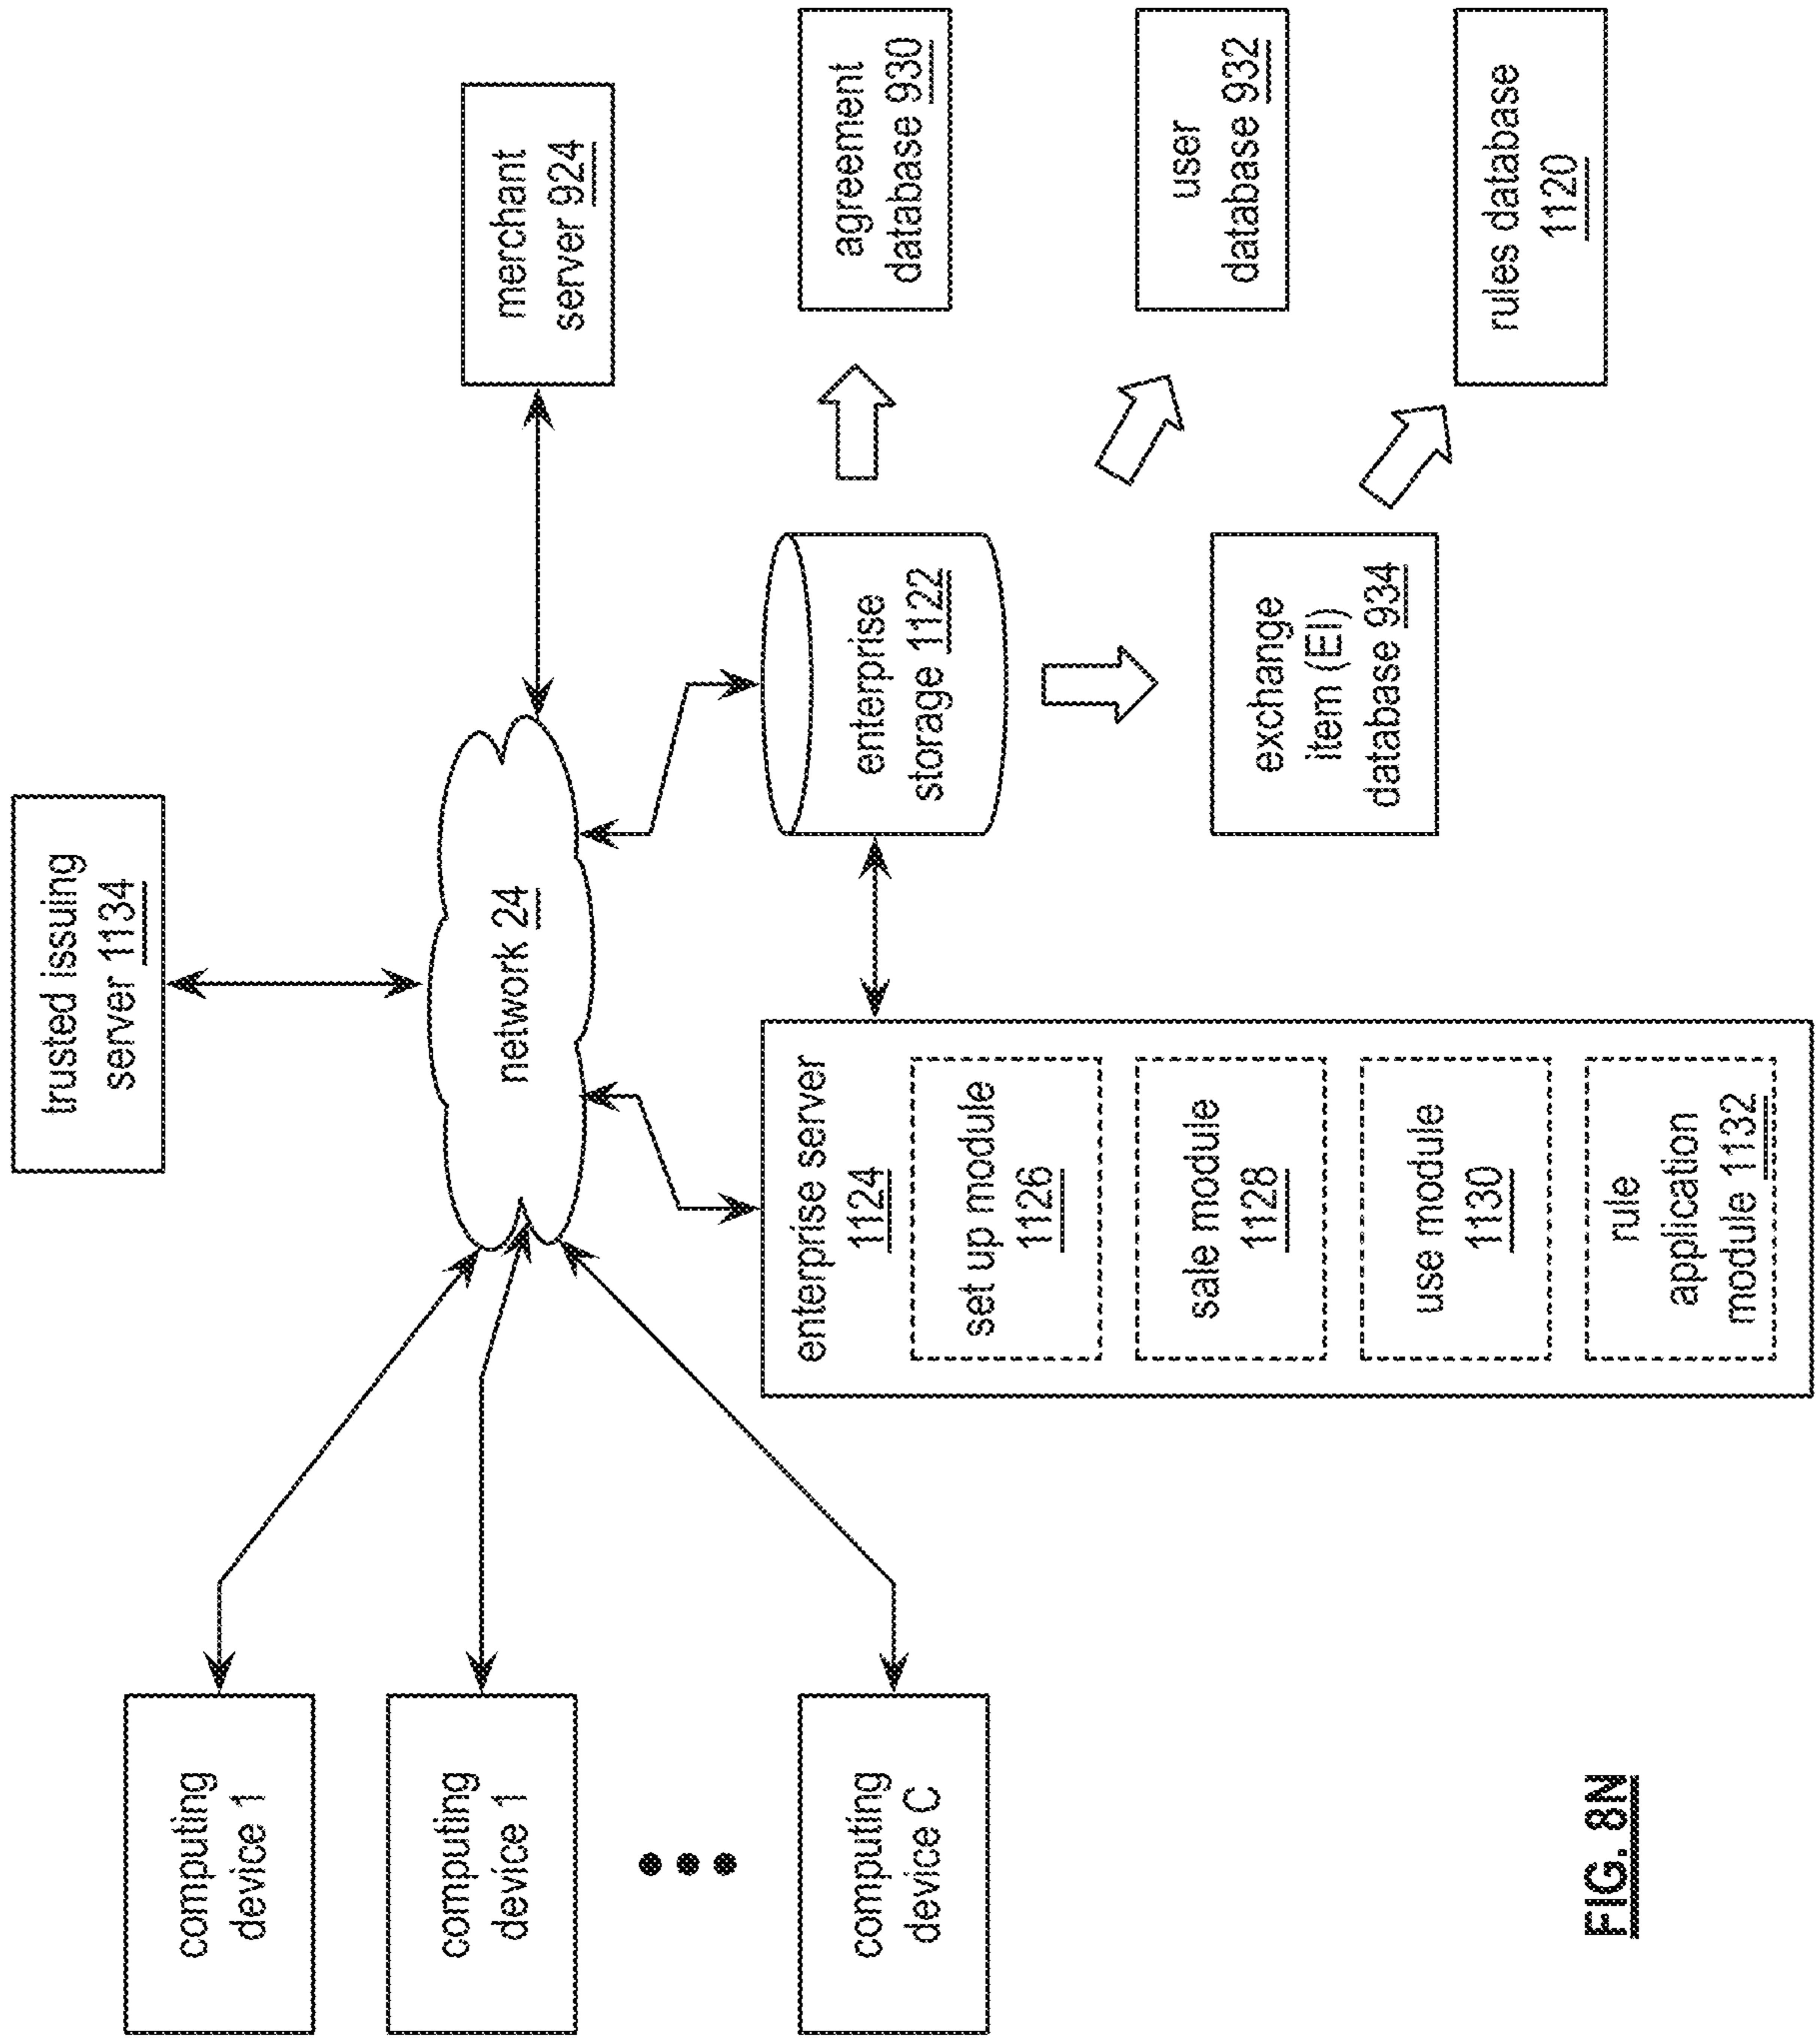 trusted issuing
server 1134
computing
device 1
computing
device 1
computing
device C
network 24
merchant
server 924
enterprise server
1124
set up module
1126
sale module
1128
use module
1130
rule
application
module 1132
enterprise
storage 1122
agreement
database 930
user
database 932
exchange
item (EI)
database 934
rules database
1120
FIG. 8N